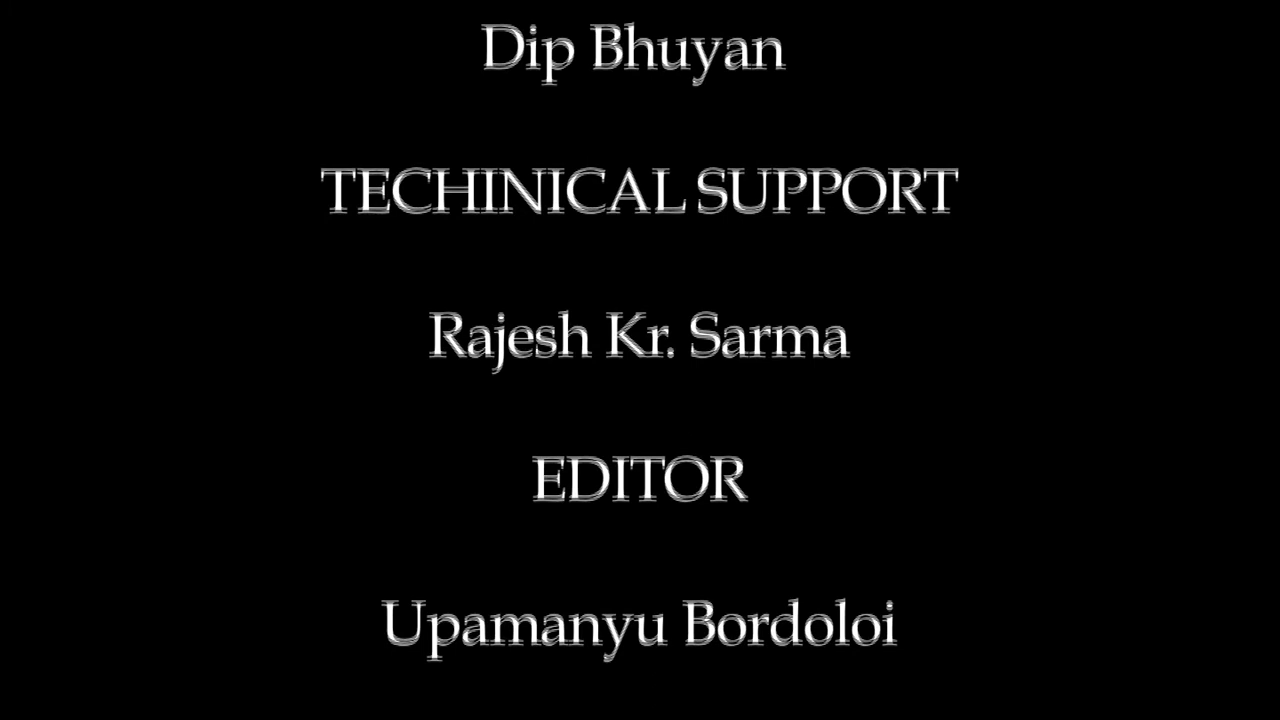 Dip Bhuyan
TECHINICAL SUPPORT
Rajesh Kr. Sarma
EDITOR
Upamanyu Bordoloi